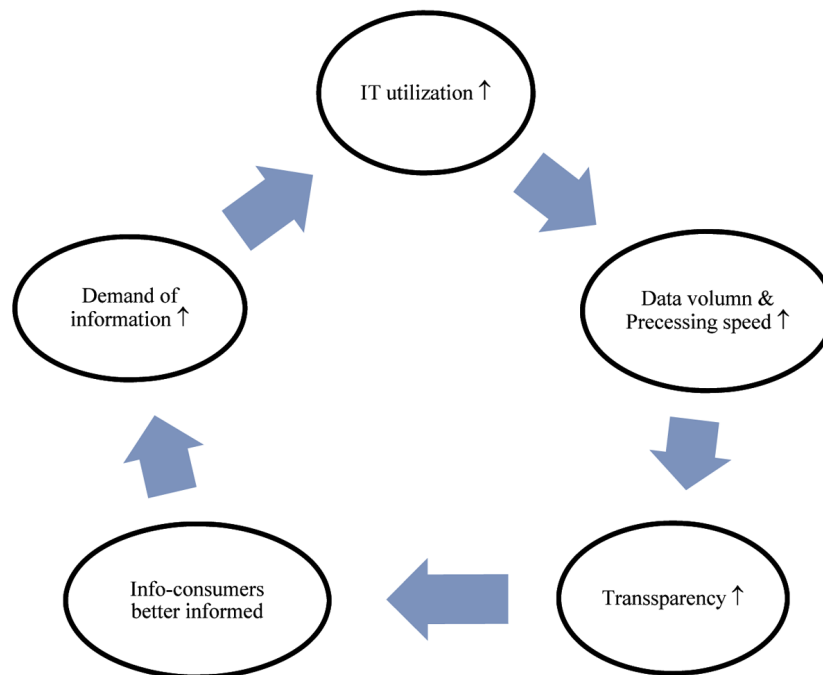 IT utilization ↑
Data volumn &
Precessing speed ↑
Transsparency ↑
Info-consumers
better informed
Demand of
information ↑